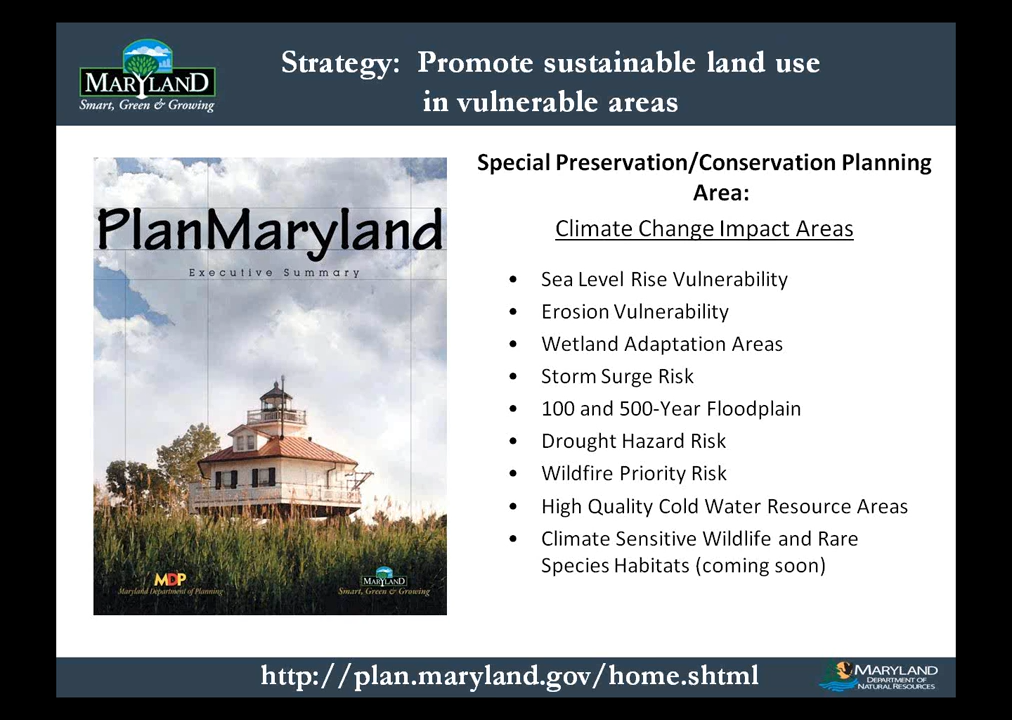 MARYLAND
Smart, Green & Growing
Strategy: Promote sustainable land use
in vulnerable areas
PlanMaryland
Executive Summary
MDP
Maryland Department of Planning
MARYLAND
Smart, Green & Growing
Special Preservation/Conservation Planning
Area:
Climate Change Impact Areas
• Sea Level Rise Vulnerability
• Erosion Vulnerability
• Wetland Adaptation Areas
• Storm Surge Risk
• 100 and 500-Year Floodplain
• Drought Hazard Risk
• Wildfire Priority Risk
• High Quality Cold Water Resource Areas
• Climate Sensitive Wildlife and Rare
Species Habitats (coming soon)
http://plan.maryland.gov/home.shtml
MARYLAND
DEPARTMENT OF
NATURAL RESOURCES